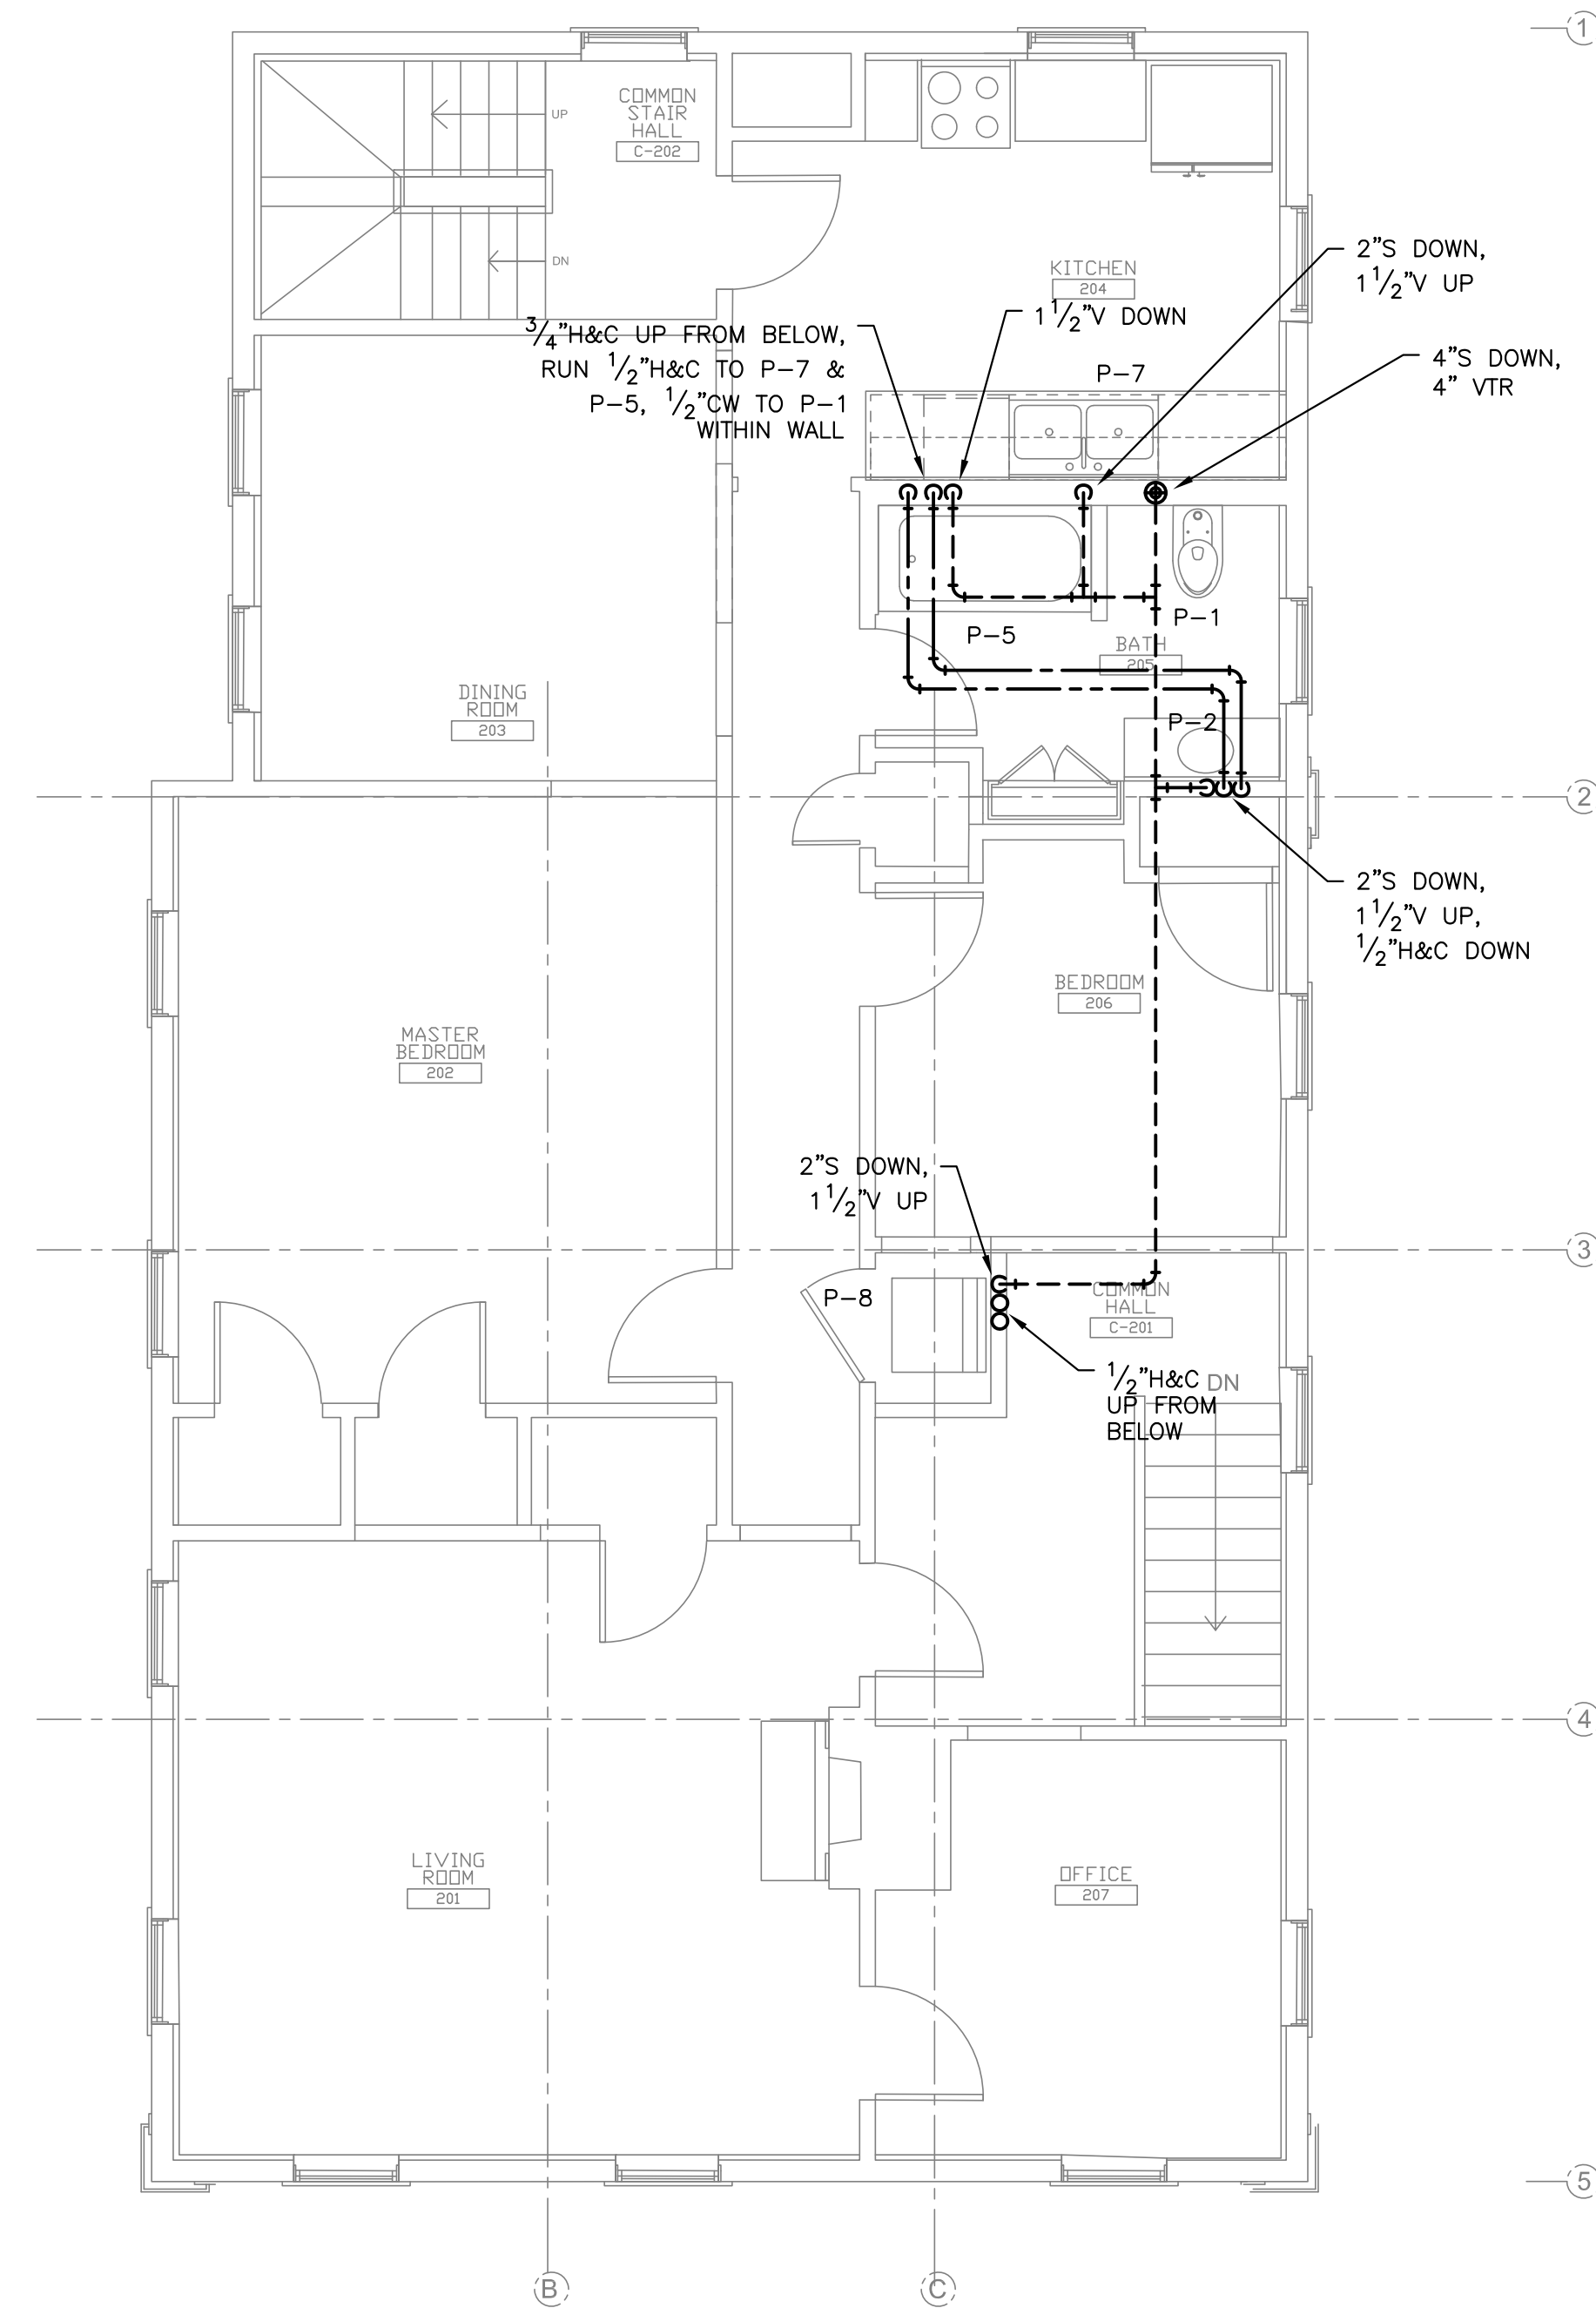 1
COMMON
STAIR
HALL
C-202
UP
DN
KITCHEN
204
2"S DOWN,
1 1/2"V UP
1 1/2"V DOWN
3/4"H&C UP FROM BELOW,
RUN 1/2"H&C TO P-7 &
P-5, 1/2"CW TO P-1
WITHIN WALL
P-7
4"S DOWN,
4" VTR
P-1
P-5
BATH
205
DINING
ROOM
203
P-2
2
2"S DOWN,
1 1/2"V UP,
1/2"H&C DOWN
BEDROOM
206
MASTER
BEDROOM
202
2"S DOWN,
1 1/2"V UP
3
P-8
COMMON
HALL
C-201
1/2"H&C
UP FROM
BELOW
DN
4
LIVING
ROOM
201
OFFICE
207
5
B
C